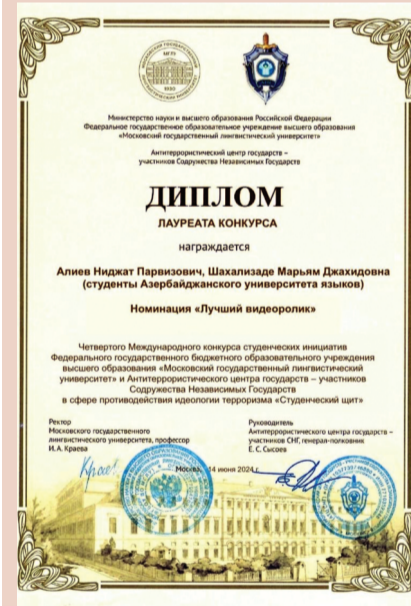 Министерство науки и высшего образования Российской Федерации
Федеральное государственное образовательное учреждение высшего образования
«Московский государственный лингвистический университет»
Антитеррористический центр государств –
участников Содружества Независимых Государств
ДИПЛОМ
ЛАУРЕАТА КОНКУРСА
награждается
Алиев Ниджат Парвизович, Шахализаде Марьям Джахидовна
(студенты Азербайджанского университета языков)
Номинация «Лучший видеоролик»
Четвертого Международного конкурса студенческих инициатив
Федерального государственного бюджетного образовательного учреждения
высшего образования «Московский государственный лингвистический
университет» и Антитеррористического центра государств – участников
Содружества Независимых Государств
в сфере противодействия идеологии терроризма «Студенческий щит»
Ректор
Московского государственного
лингвистического университета, профессор
И.А. Краева
Руководитель
Антитеррористического центра государств –
участников СНГ, генерал-полковник
Е.С. Сысоев
Москва, 14 июня 2024 г.